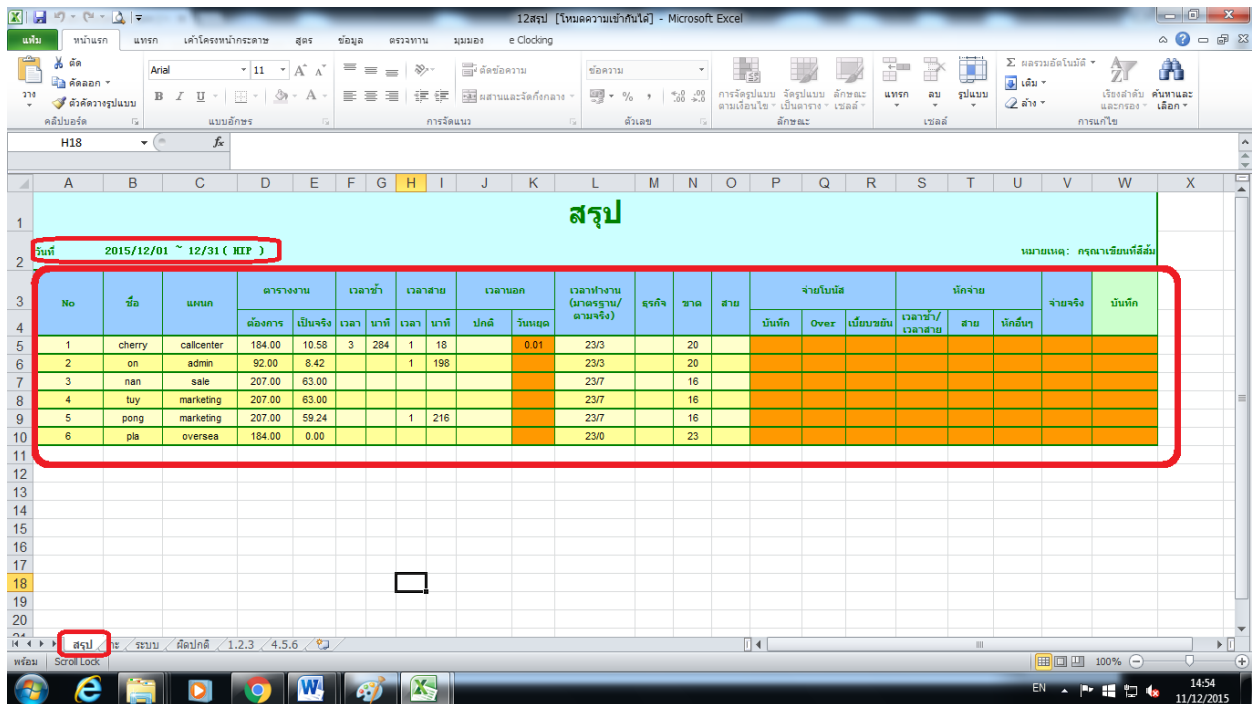 12สรุป [โหมดความเข้ากันได้] - Microsoft Excel
แฟ้ม หน้าแรก แทรก เค้าโครงหน้ากระดาษ สูตร ข้อมูล ตรวจทาน มุมมอง e Clocking
วาง
ตัด
คัดลอก
ตัวคัดวางรูปแบบ
คลิปบอร์ด
Arial 11
B I U
แบบอักษร
ตัดข้อความ
ผสานและจัดกึ่งกลาง
การจัดแนว
ข้อความ
ตัวเลข
การจัดรูปแบบตามเงื่อนไข
จัดรูปแบบเป็นตาราง
ลักษณะเซลล์
ลักษณะ
แทรก ลบ รูปแบบ
เซลล์
Σ ผลรวมอัตโนมัติ
เติม
ล้าง
เรียงลำดับและกรอง
ค้นหาและเลือก
การแก้ไข
H18 fx
A B C D E F G H I J K L M N O P Q R S T U V W X
1 สรุป
2 วันที่ 2015/12/01 ~ 12/31 ( HIP ) หมายเหตุ: กรุณาเขียนที่สีส้ม
3 No ชื่อ แผนก ตารางงาน เวลาช้า เวลาสาย เวลานอก เวลาทำงาน (มาตรฐาน/ตามจริง) ธุรกิจ ขาด สาย จ่ายโบนัส หักจ่าย จ่ายจริง บันทึก
4 ต้องการ เป็นจริง เวลา นาที เวลา นาที ปกติ วันหยุด บันทึก Over เบี้ยบขยัน เวลาช้า/เวลาสาย สาย หักอื่นๆ
5 1 cherry callcenter 184.00 10.58 3 284 1 18 0.01 23/3 20
6 2 on admin 92.00 8.42 1 198 23/3 20
7 3 nan sale 207.00 63.00 23/7 16
8 4 tuy marketing 207.00 63.00 23/7 16
9 5 pong marketing 207.00 59.24 1 216 23/7 16
10 6 pla oversea 184.00 0.00 23/0 23
11
12
13
14
15
16
17
18
19
20
สรุป ระบบ ผิดปกติ 1.2.3 4.5.6
พร้อม Scroll Lock 100%
EN 14:54
11/12/2015